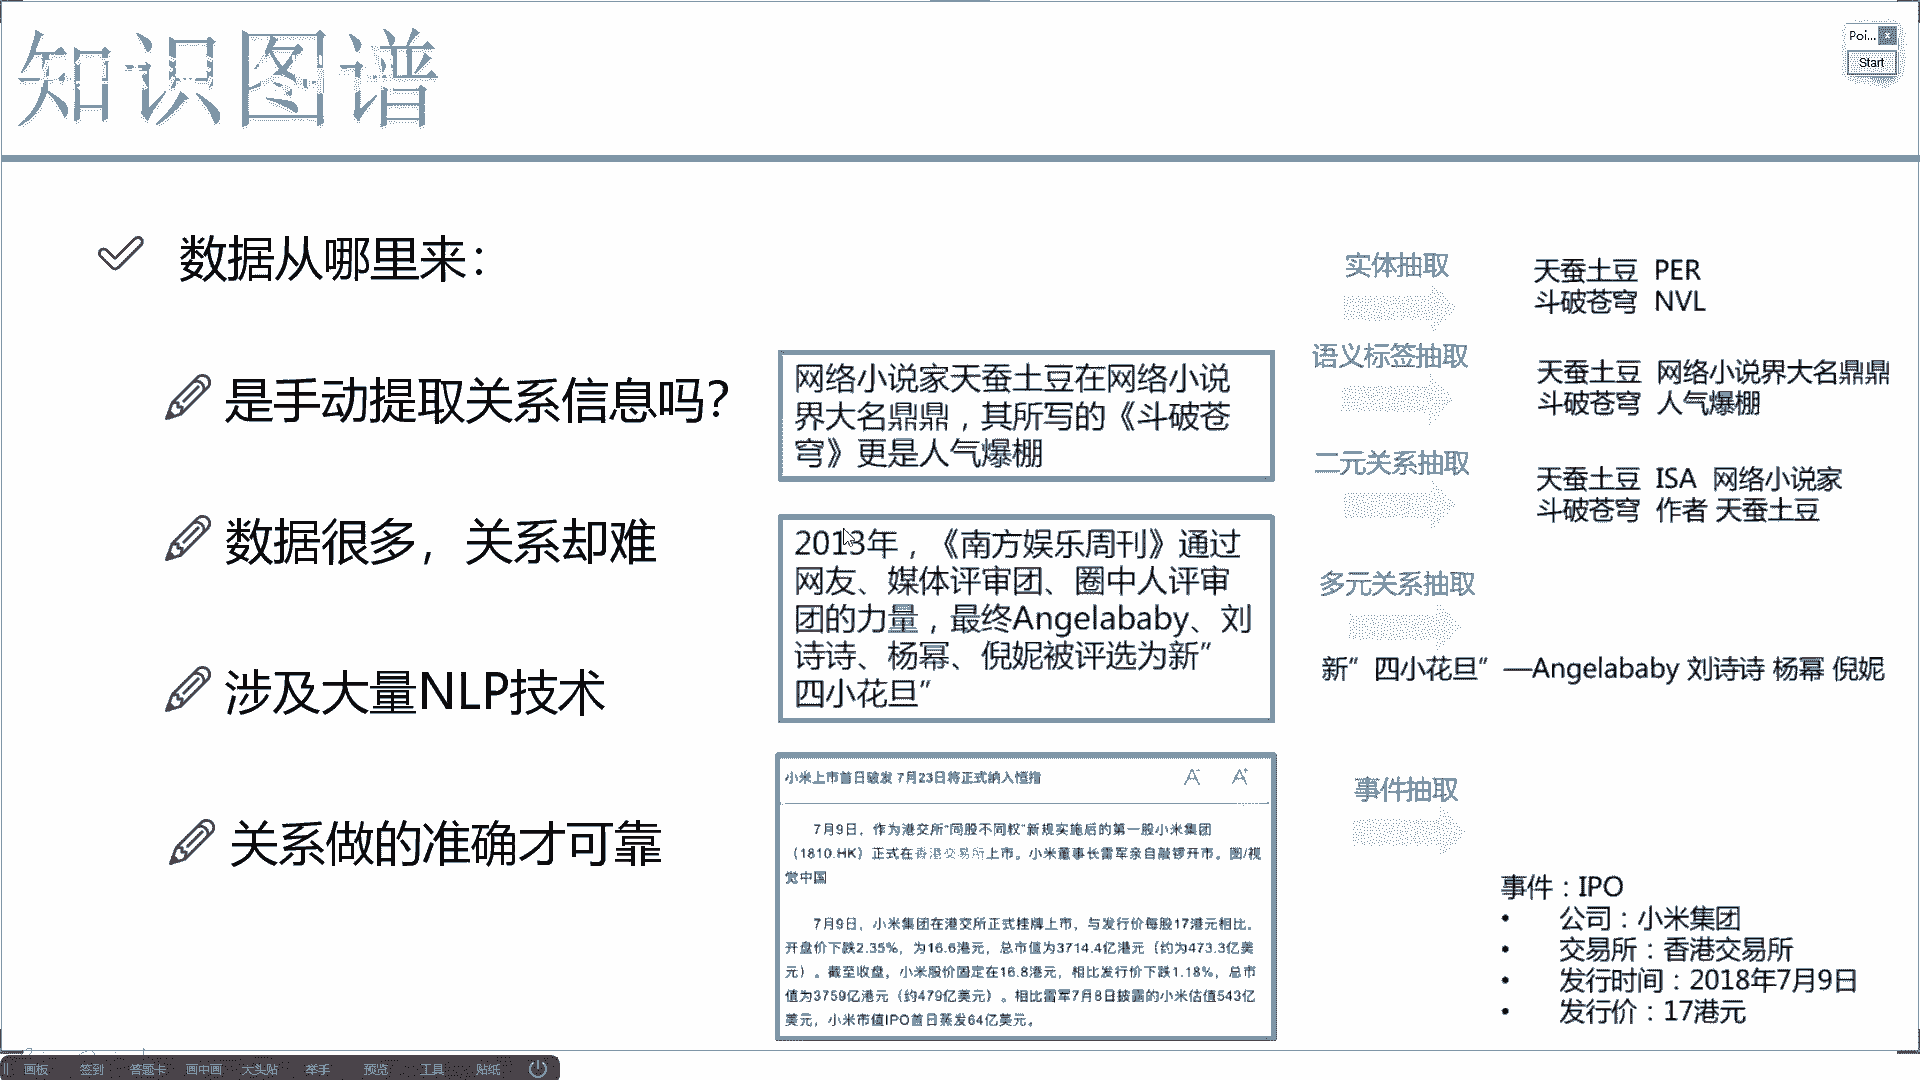 知识图谱
Poi...
Start
数据从哪里来：
是手动提取关系信息吗？
数据很多，关系却难
涉及大量NLP技术
关系做的准确才可靠
网络小说家天蚕土豆在网络小说
界大名鼎鼎，其所写的《斗破苍
穹》更是人气爆棚
2013年，《南方娱乐周刊》通过
网友、媒体评审团、圈中人评审
团的力量，最终Angelababy、刘
诗诗、杨幂、倪妮被评选为新”
四小花旦”
小米上市首日破发 7月23日将正式纳入恒指
A- A+
7月9日，作为港交所“同股不同权”新规实施后的第一股小米集团
（1810.HK）正式在香港交易所上市。小米董事长雷军亲自敲锣开市。图/视
觉中国
7月9日，小米集团在港交所正式挂牌上市，与发行价每股17港元相比。
开盘价下跌2.35%，为16.6港元，总市值为3714.4亿港元（约为473.3亿美
元）。截至收盘，小米股价固定在16.8港元，相比发行价下跌1.18%，总市
值为3759亿港元（约479亿美元）。相比雷军7月8日披露的小米估值543亿
美元，小米市值IPO首日蒸发64亿美元。
实体抽取
天蚕土豆 PER
斗破苍穹 NVL
语义标签抽取
天蚕土豆 网络小说界大名鼎鼎
斗破苍穹 人气爆棚
二元关系抽取
天蚕土豆 ISA 网络小说家
斗破苍穹 作者 天蚕土豆
多元关系抽取
新”四小花旦”—Angelababy 刘诗诗 杨幂 倪妮
事件抽取
事件：IPO
• 公司：小米集团
• 交易所：香港交易所
• 发行时间：2018年7月9日
• 发行价：17港元
画板 签到 答题卡 画中画 大头贴 举手 预览 工具 贴纸